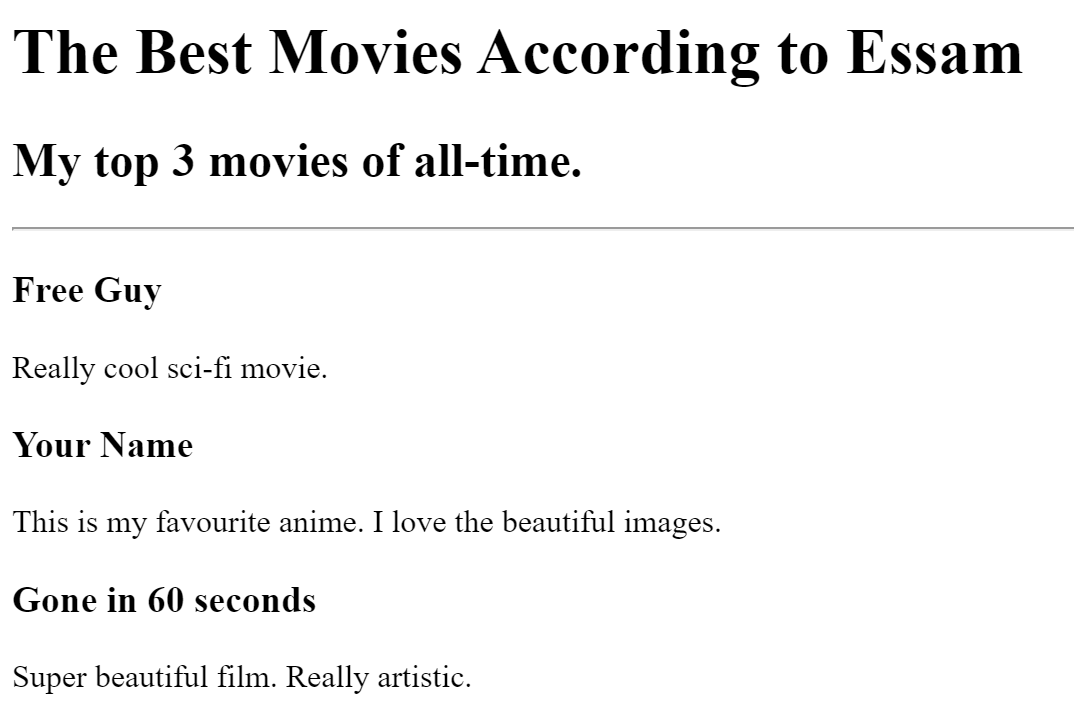 The Best Movies According to Essam
My top 3 movies of all-time.
Free Guy
Really cool sci-fi movie.
Your Name
This is my favourite anime. I love the beautiful images.
Gone in 60 seconds
Super beautiful film. Really artistic.